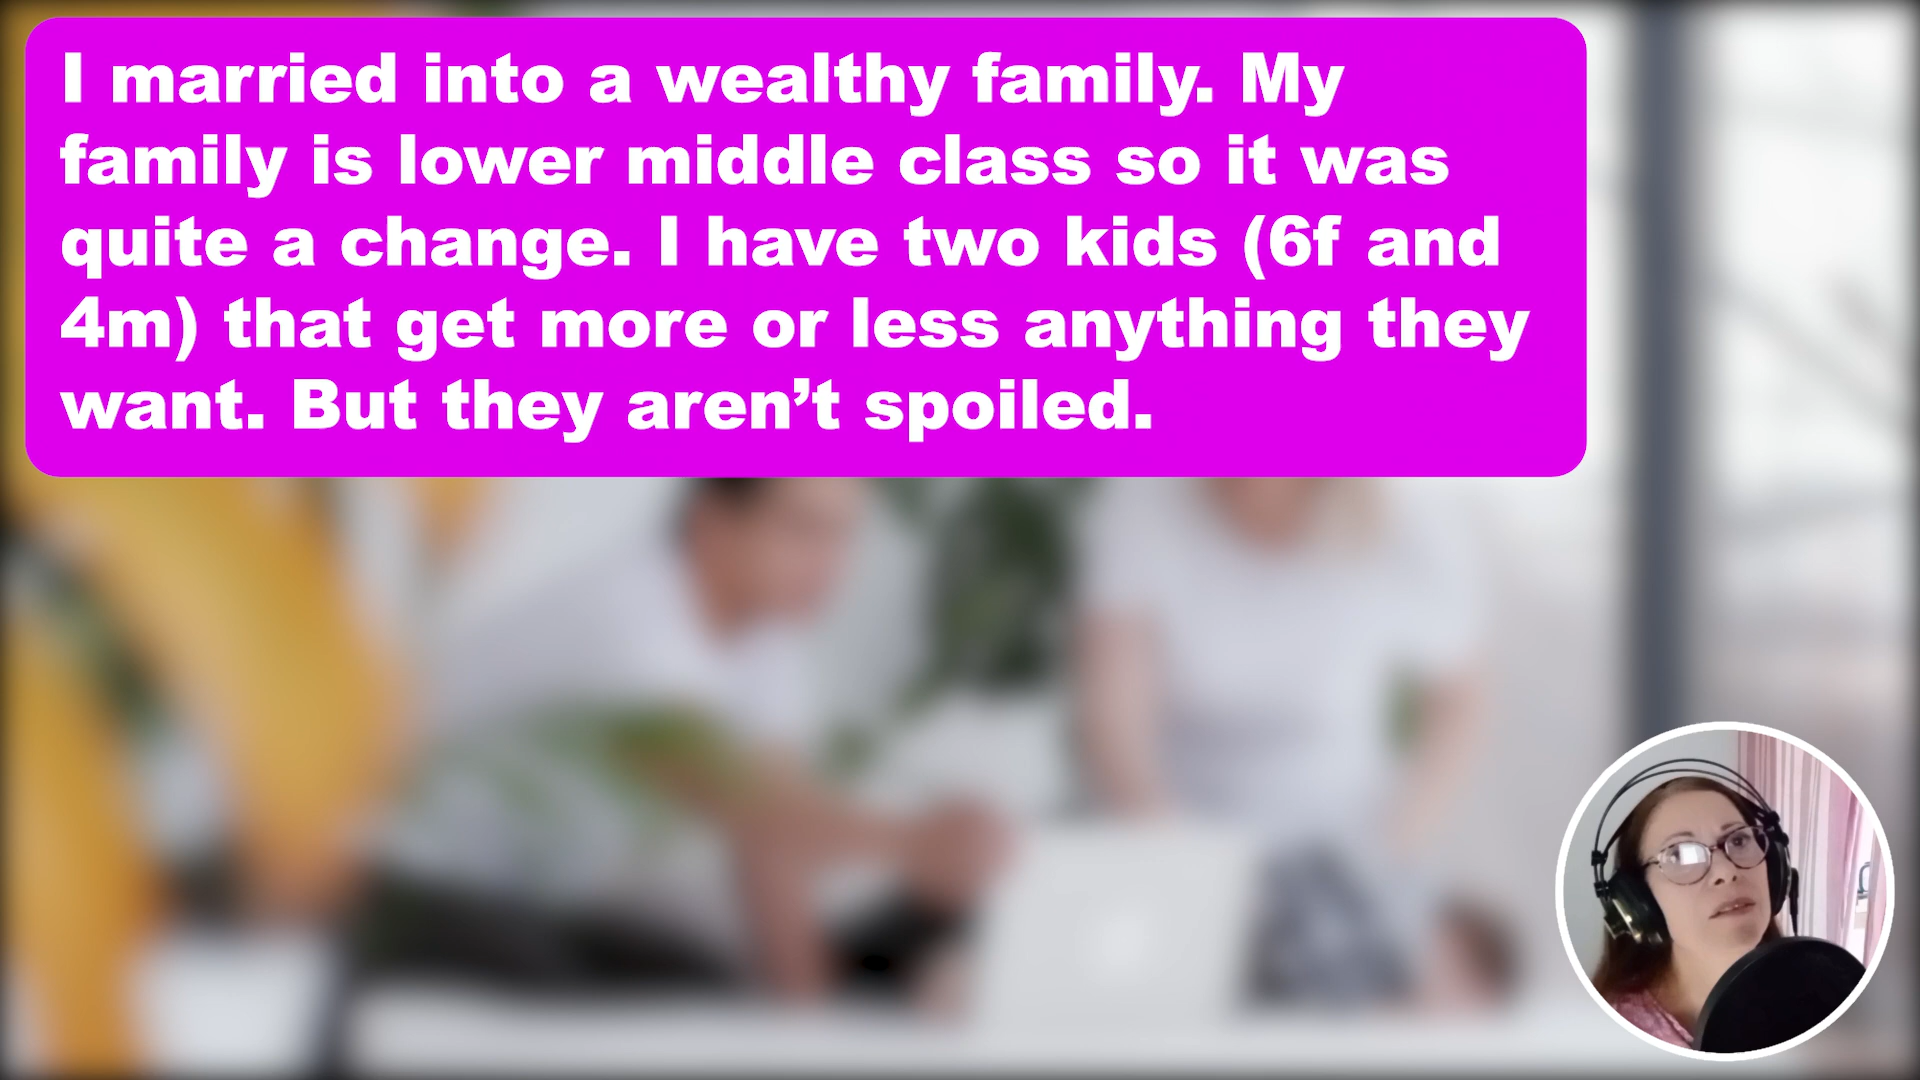 I married into a wealthy family. My
family is lower middle class so it was
quite a change. I have two kids (6f and
4m) that get more or less anything they
want. But they aren’t spoiled.